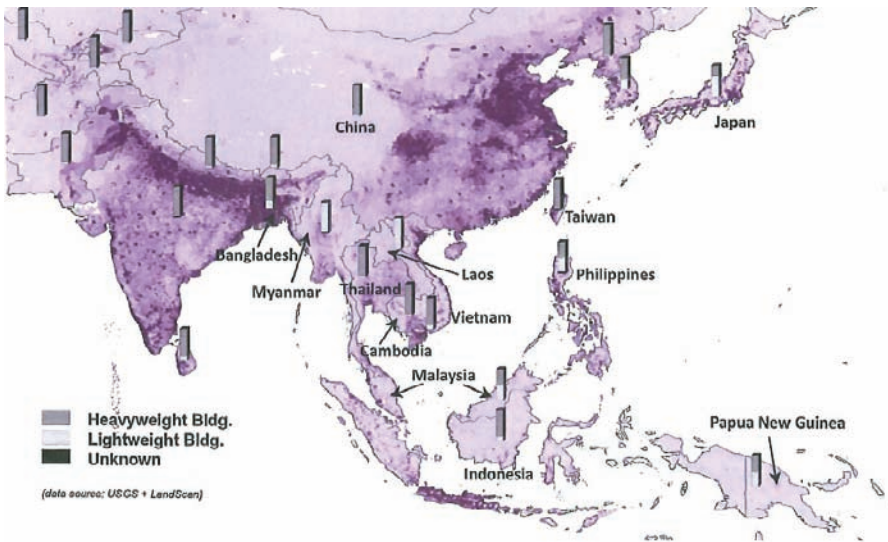 China
Japan
Taiwan
Bangladesh
Laos
Philippines
Myanmar
Thailand
Vietnam
Cambodia
Malaysia
Heavyweight Bldg.
Lightweight Bldg.
Unknown
Papua New Guinea
Indonesia
(data source: USGS + LandScan)